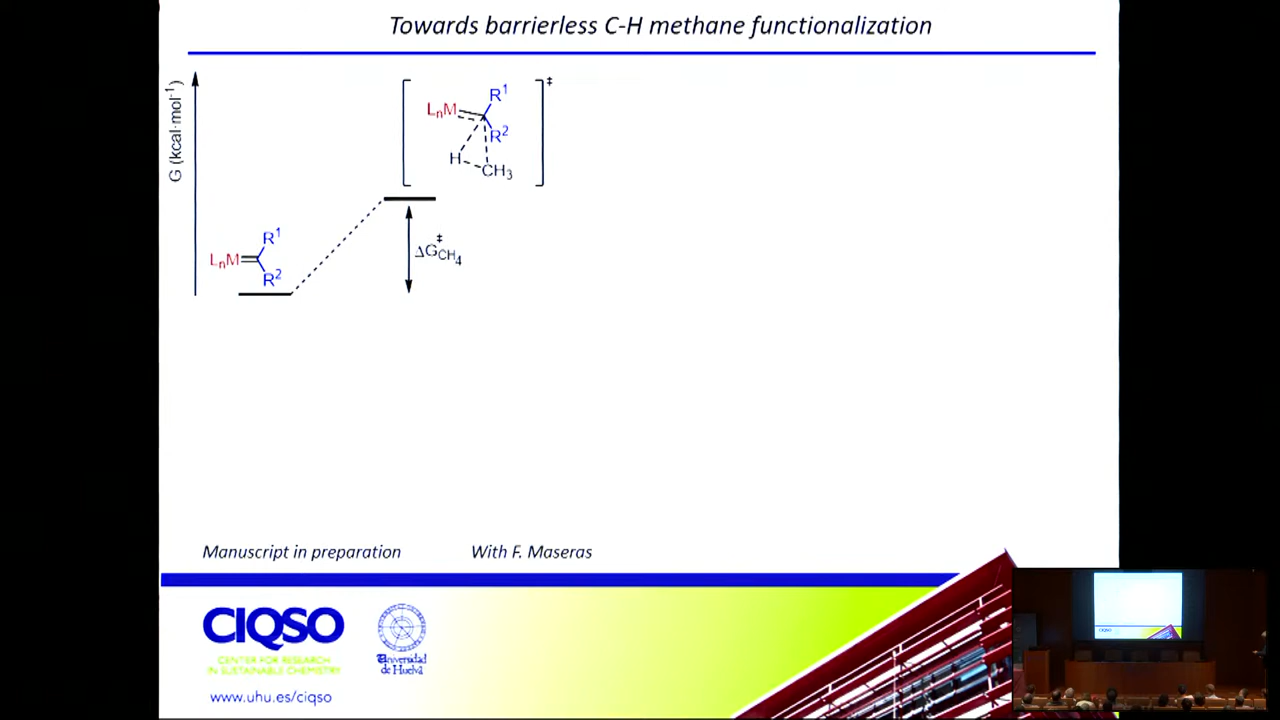 Towards barrierless C-H methane functionalization
G (kcal·mol⁻¹)
LₙM
R¹
R²
H
CH₃
‡
LₙM
R¹
R²
ΔG‡CH₄
Manuscript in preparation
With F. Maseras
CIQSO
CENTER FOR RESEARCH
IN SUSTAINABLE CHEMISTRY
www.uhu.es/ciqso
Universidad
de Huelva